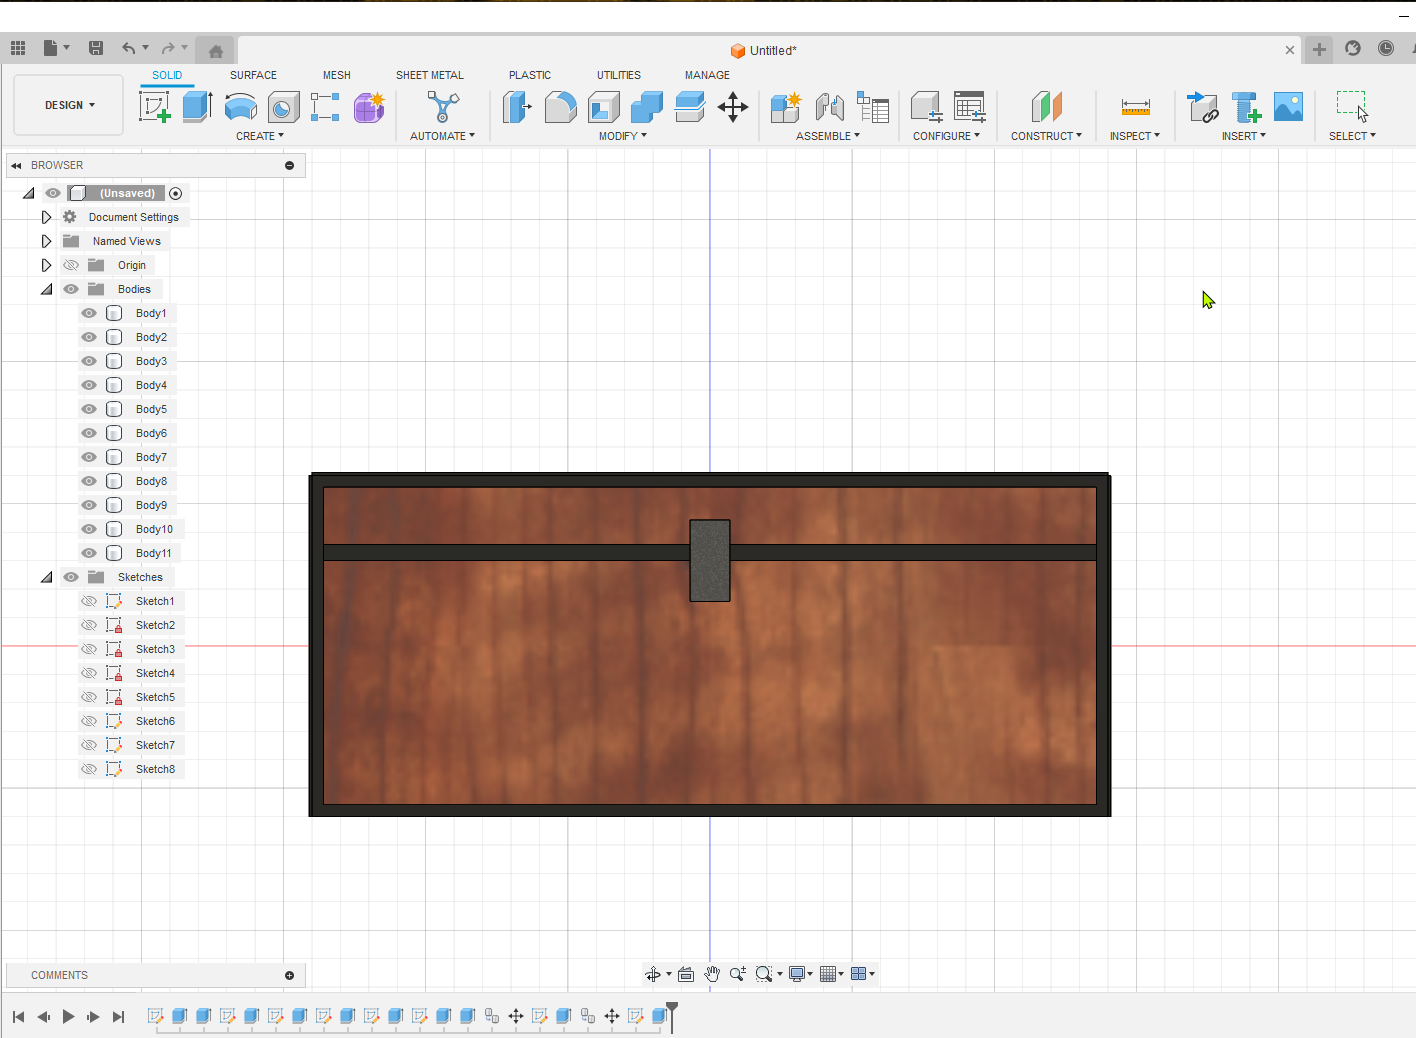 Untitled*
SOLID SURFACE MESH SHEET METAL PLASTIC UTILITIES MANAGE
DESIGN
CREATE AUTOMATE MODIFY ASSEMBLE CONFIGURE CONSTRUCT INSPECT INSERT SELECT
BROWSER
(Unsaved)
Document Settings
Named Views
Origin
Bodies
Body1
Body2
Body3
Body4
Body5
Body6
Body7
Body8
Body9
Body10
Body11
Sketches
Sketch1
Sketch2
Sketch3
Sketch4
Sketch5
Sketch6
Sketch7
Sketch8
COMMENTS